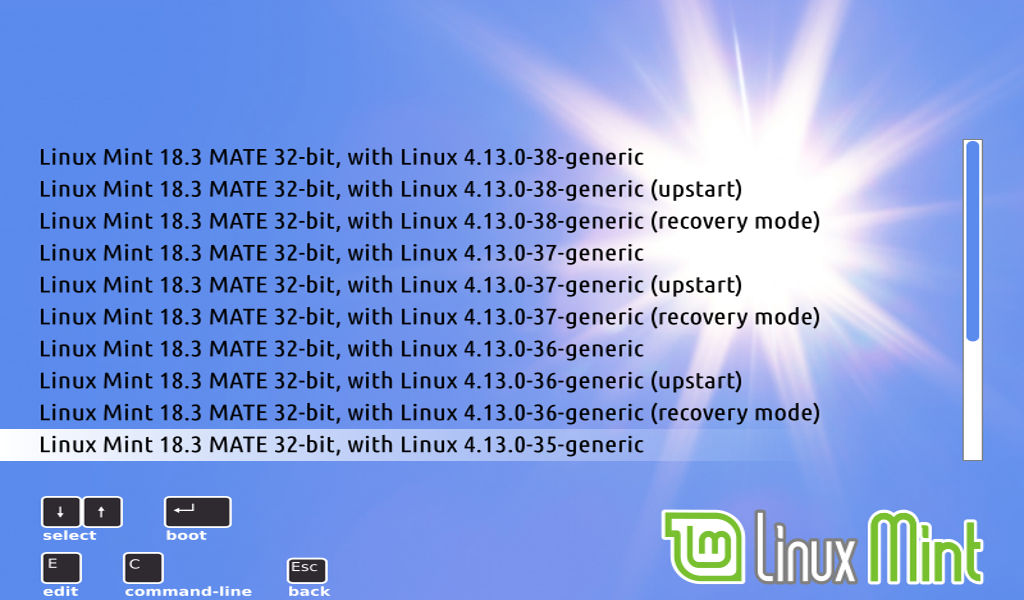 Linux Mint 18.3 MATE 32-bit, with Linux 4.13.0-38-generic
Linux Mint 18.3 MATE 32-bit, with Linux 4.13.0-38-generic (upstart)
Linux Mint 18.3 MATE 32-bit, with Linux 4.13.0-38-generic (recovery mode)
Linux Mint 18.3 MATE 32-bit, with Linux 4.13.0-37-generic
Linux Mint 18.3 MATE 32-bit, with Linux 4.13.0-37-generic (upstart)
Linux Mint 18.3 MATE 32-bit, with Linux 4.13.0-37-generic (recovery mode)
Linux Mint 18.3 MATE 32-bit, with Linux 4.13.0-36-generic
Linux Mint 18.3 MATE 32-bit, with Linux 4.13.0-36-generic (upstart)
Linux Mint 18.3 MATE 32-bit, with Linux 4.13.0-36-generic (recovery mode)
Linux Mint 18.3 MATE 32-bit, with Linux 4.13.0-35-generic
↓ ↑ ↵
select boot
E C Esc
edit command-line back
lm Linux Mint